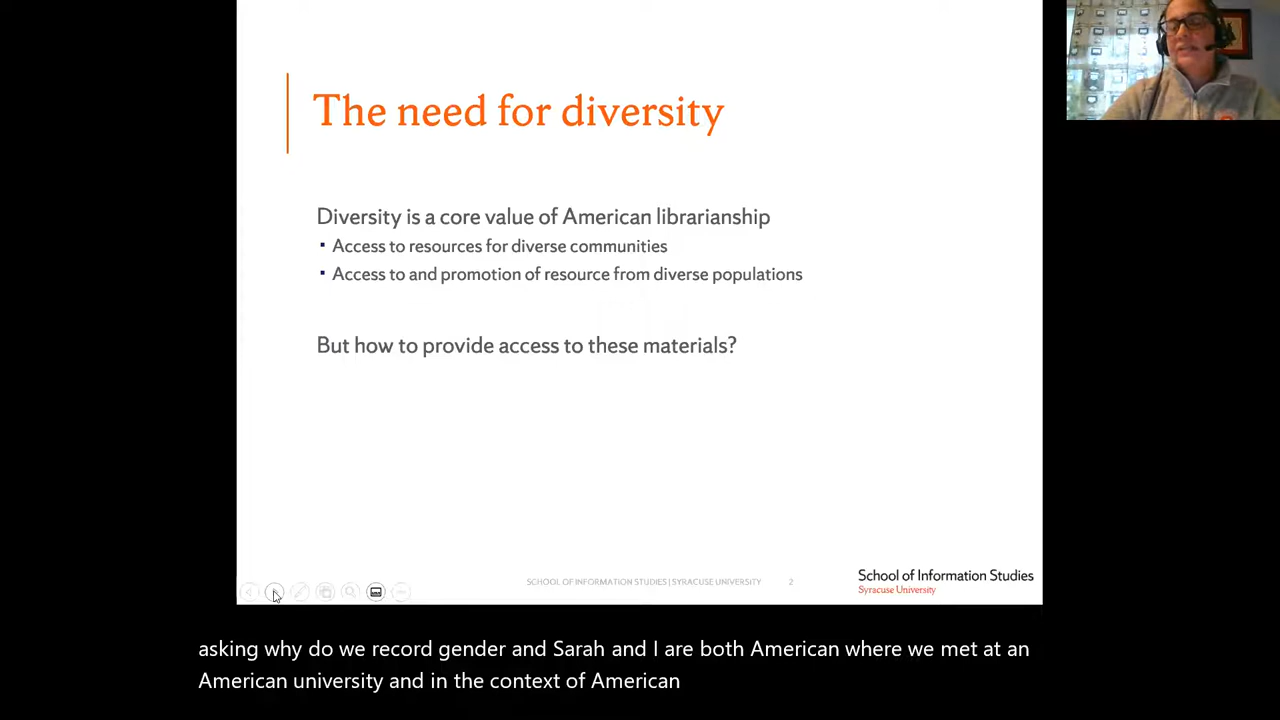 The need for diversity
Diversity is a core value of American librarianship
▪ Access to resources for diverse communities
▪ Access to and promotion of resource from diverse populations
But how to provide access to these materials?
SCHOOL OF INFORMATION STUDIES | SYRACUSE UNIVERSITY 2
School of Information Studies
Syracuse University
asking why do we record gender and Sarah and I are both American where we met at an
American university and in the context of American